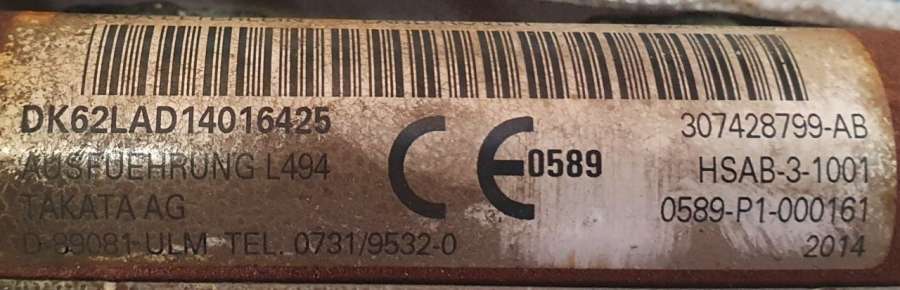 DK62LAD14016425
AUSFUEHRUNG L494
TAKATA AG
D-89081 ULM TEL. 0731/9532-0
CE 0589
307428799-AB
HSAB-3-1001
0589-P1-000161
2014